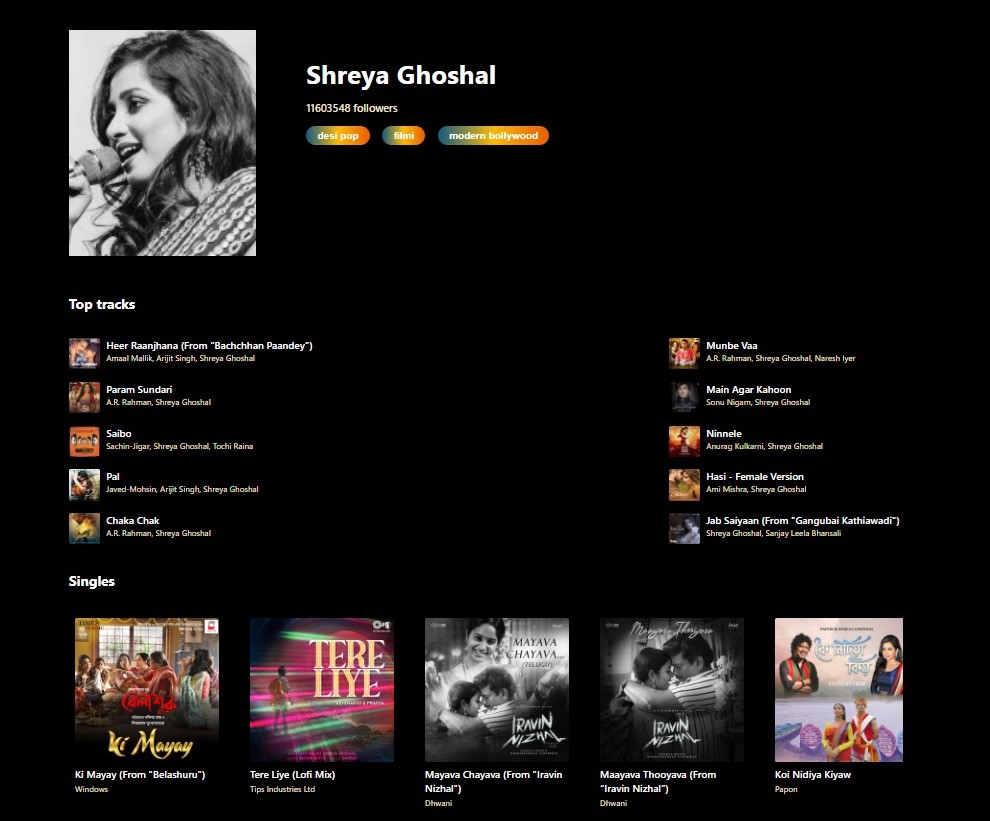 Shreya Ghoshal
11603548 followers
desi pop
filmi
modern bollywood
Top tracks
Heer Raanjhana (From "Bachchhan Paandey")
Amaal Mallik, Arijit Singh, Shreya Ghoshal
Param Sundari
A.R. Rahman, Shreya Ghoshal
Saibo
Sachin-Jigar, Shreya Ghoshal, Tochi Raina
Pal
Javed-Mohsin, Arijit Singh, Shreya Ghoshal
Chaka Chak
A.R. Rahman, Shreya Ghoshal
Munbe Vaa
A.R. Rahman, Shreya Ghoshal, Naresh Iyer
Main Agar Kahoon
Sonu Nigam, Shreya Ghoshal
Ninnele
Anurag Kulkarni, Shreya Ghoshal
Hasi - Female Version
Ami Mishra, Shreya Ghoshal
Jab Saiyaan (From "Gangubai Kathiawadi")
Shreya Ghoshal, Sanjay Leela Bhansali
Singles
TIMES
বেলাশুরু
Ki Mayay
Ki Mayay (From "Belashuru")
Windows
TERE
LIYE
Tere Liye (Lofi Mix)
Tips Industries Ltd
MAYAVA
CHAYAVA...
(TELUGU)
IRAVIN
NIZHAL
Mayava Chayava (From "Iravin
Nizhal")
Dhwani
Maayava Thooyava
IRAVIN
NIZHAL
Maayava Thooyava (From
"Iravin Nizhal")
Dhwani
Koi Nidiya Kiyaw
Papon